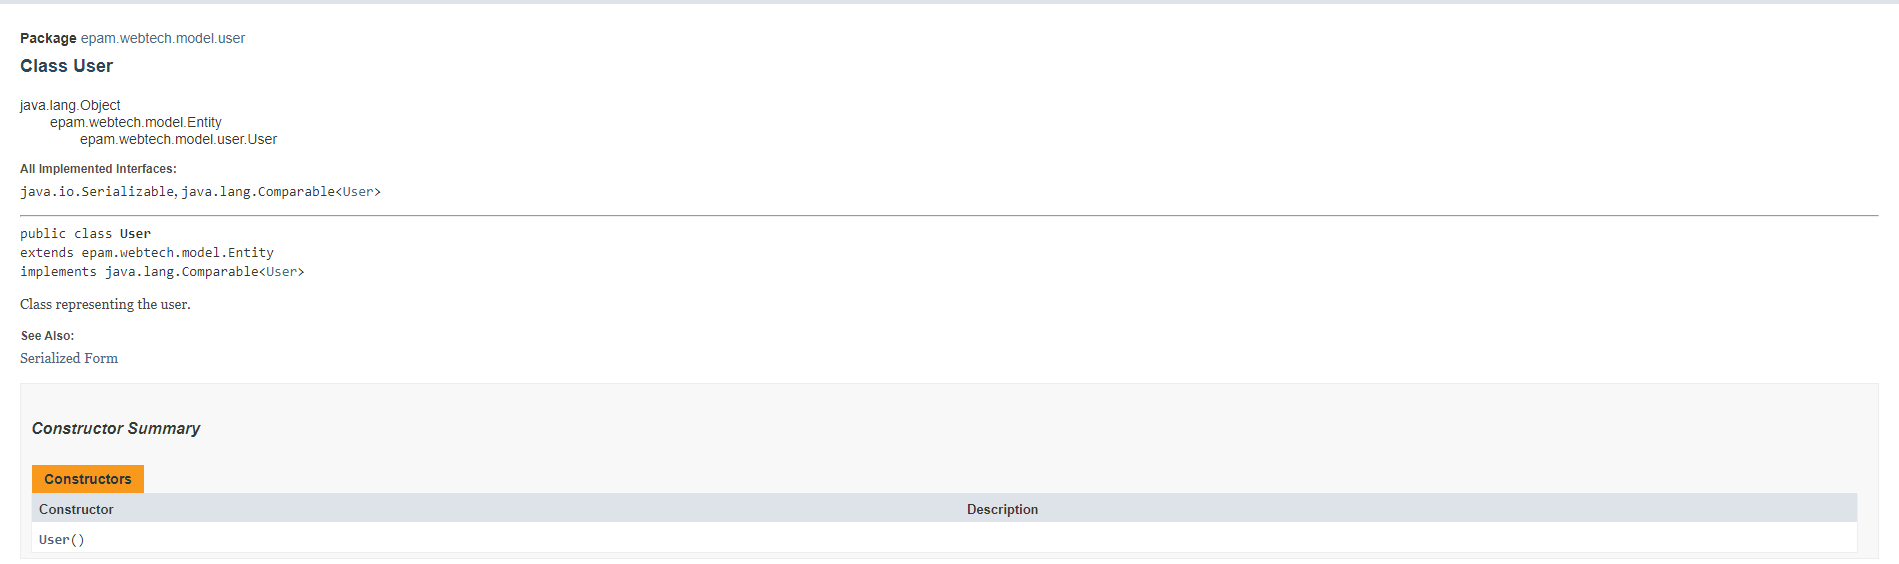 Package epam.webtech.model.user
Class User
java.lang.Object
epam.webtech.model.Entity
epam.webtech.model.user.User
All Implemented Interfaces:
java.io.Serializable, java.lang.Comparable<User>
public class User
extends epam.webtech.model.Entity
implements java.lang.Comparable<User>
Class representing the user.
See Also:
Serialized Form
Constructor Summary
Constructors
Constructor Description
User()